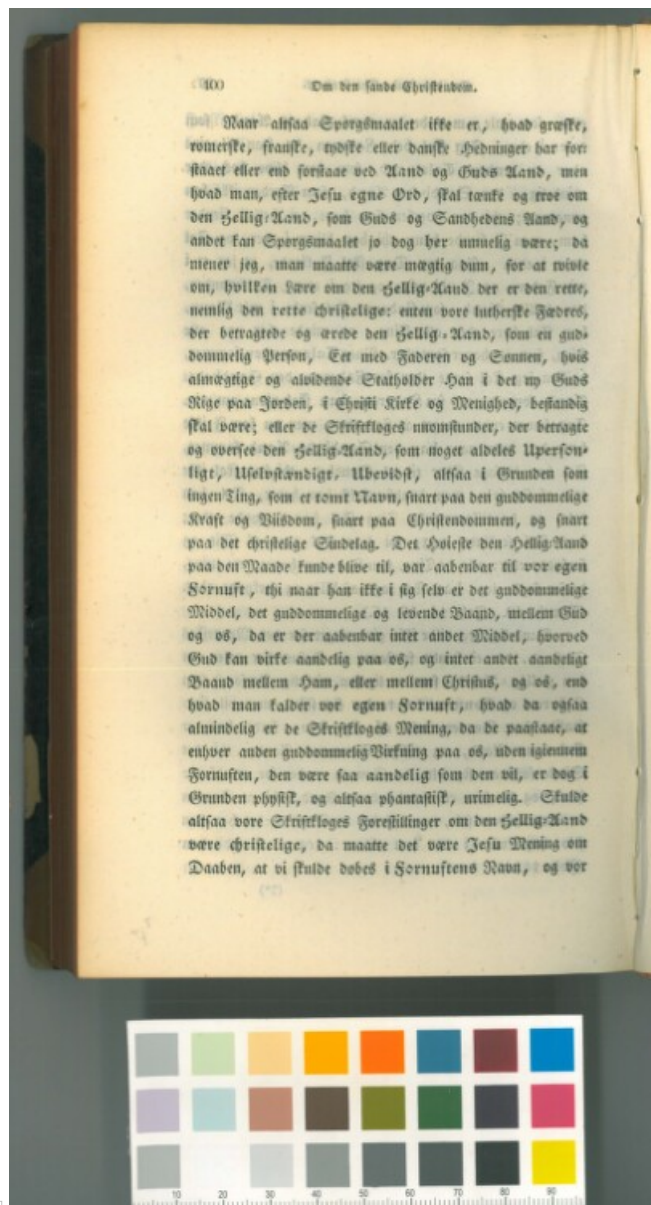 400 Om den sande Christendom.
Naar altsaa Spørgsmaalet ikke er, hvad græske,
romerske, franske, tydske eller danske Hedninger har for-
staaet eller end forstaae ved Aand og Guds Aand, men
hvad man, efter Jesu egne Ord, skal tænke og troe om
den Hellig-Aand, som Guds og Sandhedens Aand, og
andet kan Spørgsmaalet jo dog her umuelig være; da
mener jeg, man maatte være mægtig dum, for at tvivle
om, hvilken Lære om den Hellig-Aand der er den rette,
nemlig den rette christelige: enten vore lutherske Fædres,
der betragtede og ærede den Hellig-Aand, som en gud-
dommelig Person, Eet med Faderen og Sønnen, hvis
almægtige og alvidende Statholder Han i det ny Guds
Rige paa Jorden, i Christi Kirke og Menighed, bestandig
skal være; eller de Skriftkloges nuomstunder, der betragte
og oversee den Hellig-Aand, som noget aldeles Uperson-
ligt, Uselvstændigt, Ubevidst, altsaa i Grunden som
ingen Ting, som et tomt Navn, snart paa den guddommelige
Kraft og Viisdom, snart paa Christendommen, og snart
paa det christelige Sindelag. Det Høieste den Hellig-Aand
paa den Maade kunde blive til, var aabenbar til vor egen
Fornuft, thi naar han ikke i sig selv er det guddommelige
Middel, det guddommelige og levende Baand, mellem Gud
og os, da er der aabenbar intet andet Middel, hvorved
Gud kan virke aandelig paa os, og intet andet aandeligt
Baand mellem Ham, eller mellem Christus, og os, end
hvad man kalder vor egen Fornuft, hvad da ogsaa
almindelig er de Skriftkloges Mening, da de paastaae, at
enhver anden guddommelig Virkning paa os, uden igiennem
Fornuften, den være saa aandelig som den vil, er dog i
Grunden physisk, og altsaa phantastisk, urimelig. Skulde
altsaa vore Skriftkloges Forestillinger om den Hellig-Aand
være christelige, da maatte det være Jesu Mening om
Daaben, at vi skulde døbes i Fornuftens Navn, og vor
10 20 30 40 50 60 70 80 90